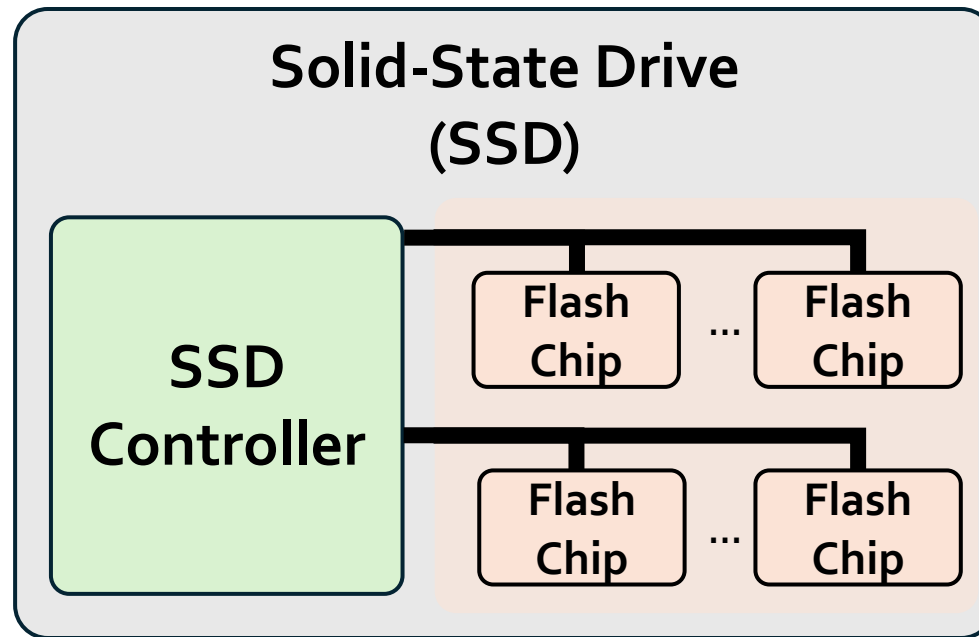 Solid-State Drive
(SSD)
SSD
Controller
Flash
Chip
...
Flash
Chip
Flash
Chip
...
Flash
Chip